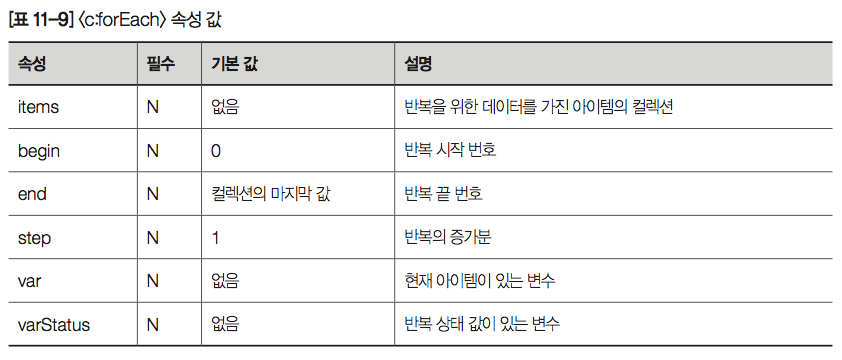 [표 11-9] 〈c:forEach〉 속성 값
속성 필수 기본 값 설명
items N 없음 반복을 위한 데이터를 가진 아이템의 컬렉션
begin N 0 반복 시작 번호
end N 컬렉션의 마지막 값 반복 끝 번호
step N 1 반복의 증가분
var N 없음 현재 아이템이 있는 변수
varStatus N 없음 반복 상태 값이 있는 변수